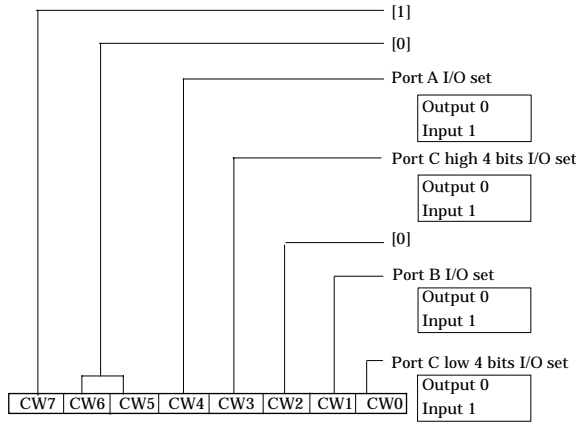 [1]
[0]
Port A I/O set
Output 0
Input 1
Port C high 4 bits I/O set
Output 0
Input 1
[0]
Port B I/O set
Output 0
Input 1
Port C low 4 bits I/O set
Output 0
Input 1
CW7 CW6 CW5 CW4 CW3 CW2 CW1 CW0